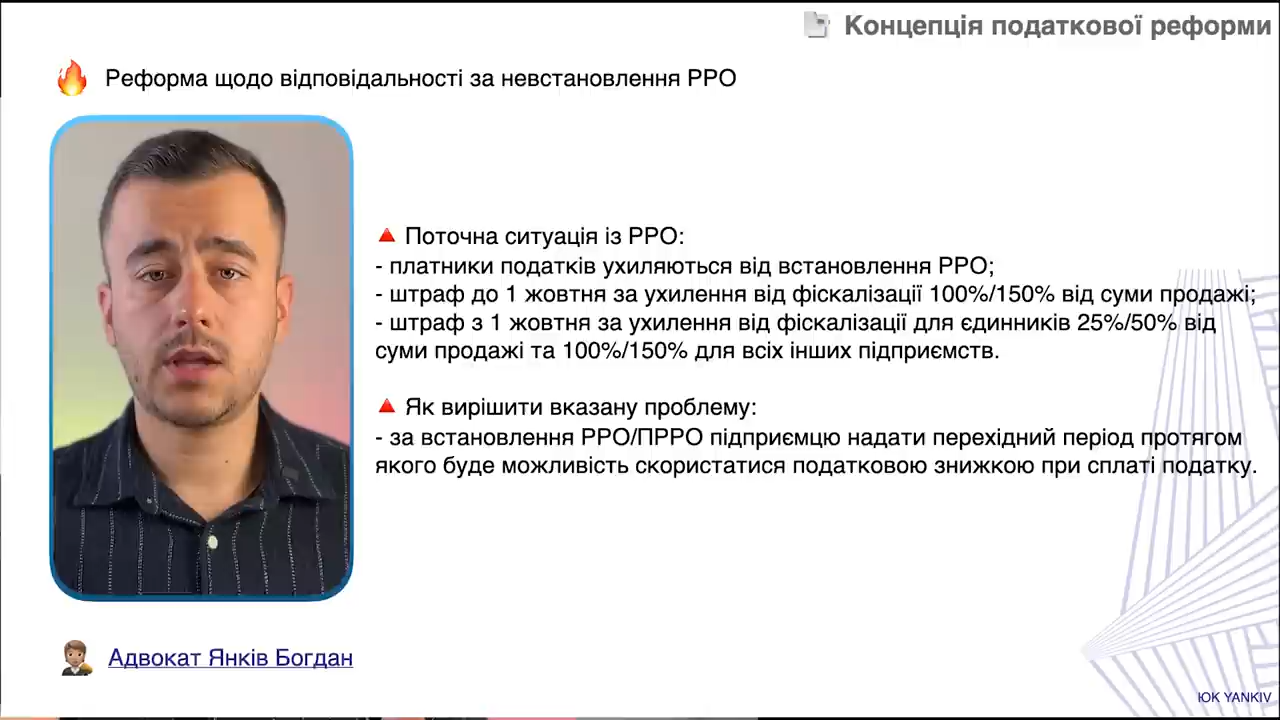 Концепція податкової реформи
Реформа щодо відповідальності за невстановлення РРО
Поточна ситуація із РРО:
- платники податків ухиляються від встановлення РРО;
- штраф до 1 жовтня за ухилення від фіскалізації 100%/150% від суми продажі;
- штраф з 1 жовтня за ухилення від фіскалізації для єдинників 25%/50% від
суми продажі та 100%/150% для всіх інших підприємств.
Як вирішити вказану проблему:
- за встановлення РРО/ПРРО підприємцю надати перехідний період протягом
якого буде можливість скористатися податковою знижкою при сплаті податку.
Адвокат Янків Богдан
ЮК YANKIV